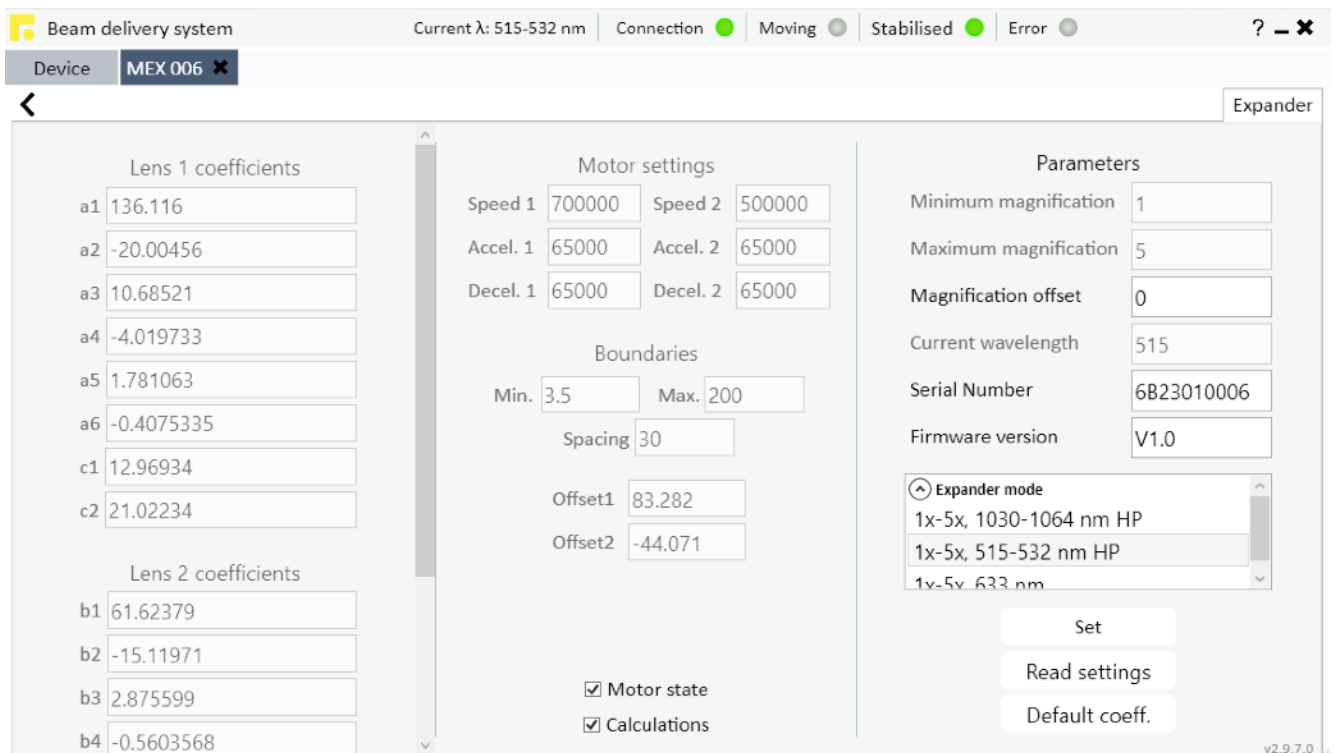 Beam delivery system Current λ: 515-532 nm Connection Moving Stabilised Error ?
Device MEX 006
Expander
Lens 1 coefficients
a1 136.116
a2 -20.00456
a3 10.68521
a4 -4.019733
a5 1.781063
a6 -0.4075335
c1 12.96934
c2 21.02234
Lens 2 coefficients
b1 61.62379
b2 -15.11971
b3 2.875599
b4 -0.5603568
Motor settings
Speed 1 700000 Speed 2 500000
Accel. 1 65000 Accel. 2 65000
Decel. 1 65000 Decel. 2 65000
Boundaries
Min. 3.5 Max. 200
Spacing 30
Offset1 83.282
Offset2 -44.071
Motor state
Calculations
Parameters
Minimum magnification 1
Maximum magnification 5
Magnification offset 0
Current wavelength 515
Serial Number 6B23010006
Firmware version V1.0
Expander mode
1x-5x, 1030-1064 nm HP
1x-5x, 515-532 nm HP
1x-5x, 633 nm
Set
Read settings
Default coeff.
v2.9.7.0